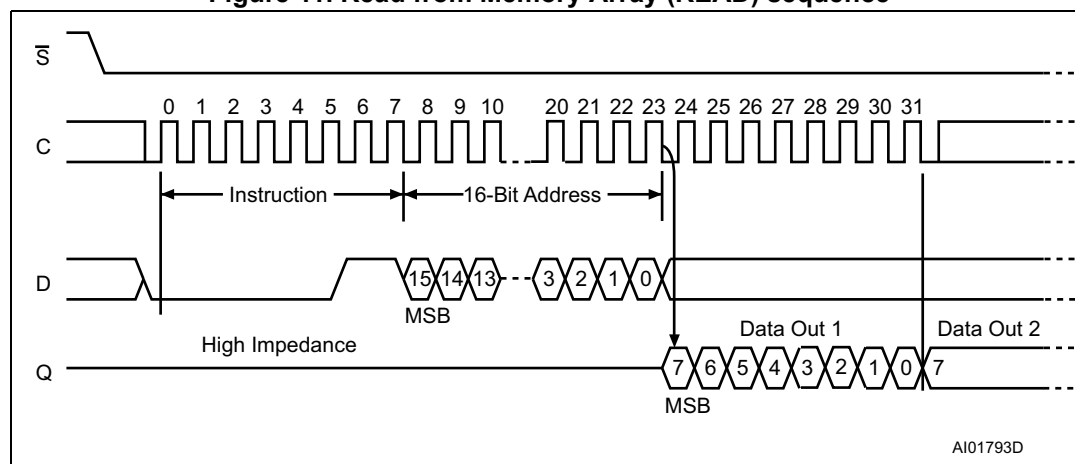 Figure 11. Read from Memory Array (READ) sequence
S̅
0 1 2 3 4 5 6 7 8 9 10 20 21 22 23 24 25 26 27 28 29 30 31
C
Instruction 16-Bit Address
D 15 14 13 3 2 1 0
MSB
High Impedance Data Out 1 Data Out 2
Q 7 6 5 4 3 2 1 0 7
MSB
AI01793D